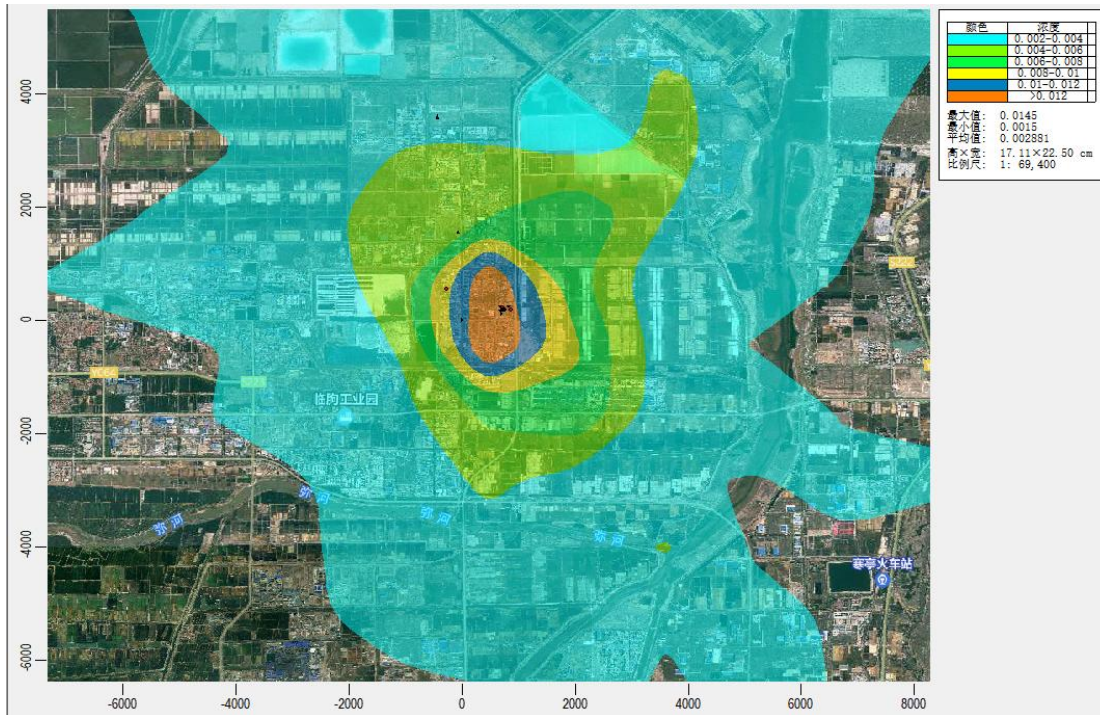 颜色 浓度
0.002-0.004
0.004-0.006
0.006-0.008
0.008-0.01
0.01-0.012
>0.012
最大值: 0.0145
最小值: 0.0015
平均值: 0.002881
高×宽: 17.11×22.50 cm
比例尺: 1: 69,400
4000
2000
0
-2000
-4000
-6000
临朐工业园
弥河
弥河
弥河
弥河
寒亭火车站
-6000 -4000 -2000 0 2000 4000 6000 8000